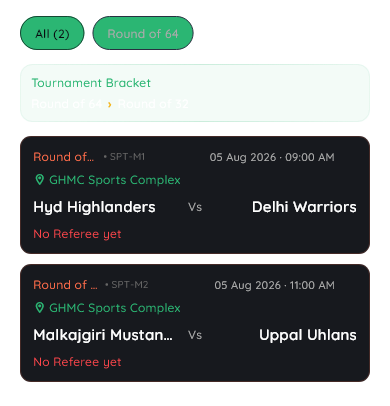 All (2) Round of 64
Tournament Bracket
Round of 64 › Round of 32
Round of... • SPT-M1 05 Aug 2026 · 09:00 AM
GHMC Sports Complex
Hyd Highlanders Vs Delhi Warriors
No Referee yet
Round of ... • SPT-M2 05 Aug 2026 · 11:00 AM
GHMC Sports Complex
Malkajgiri Mustan... Vs Uppal Uhlans
No Referee yet